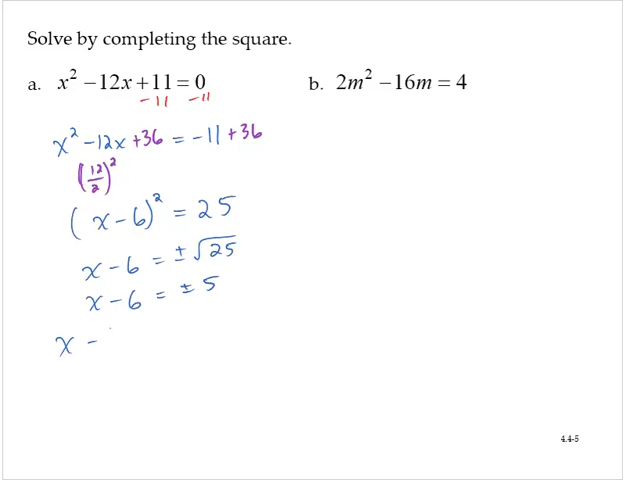 Solve by completing the square.
a. x² − 12x + 11 = 0
b. 2m² − 16m = 4
−11 −11
x² − 12x + 36 = −11 + 36
(12/2)²
(x − 6)² = 25
x − 6 = ± √25
x − 6 = ± 5
x −
4.4-5